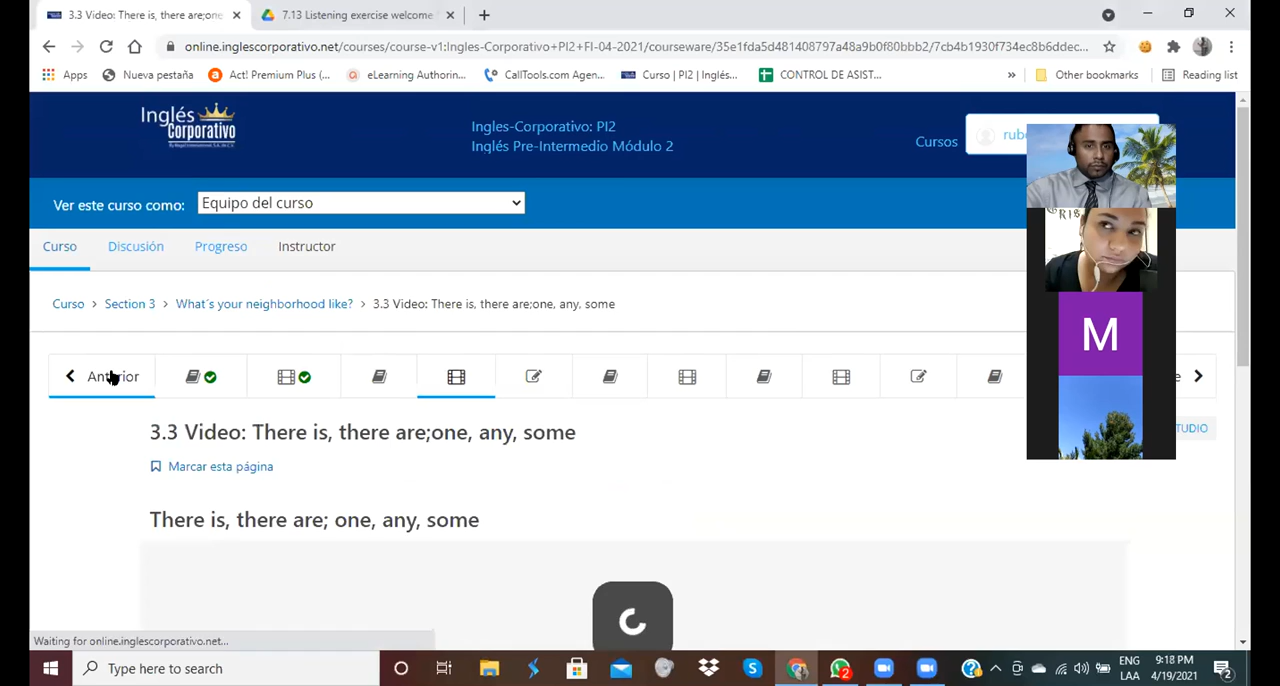 3.3 Video: There is, there are;one
7.13 Listening exercise welcome
online.inglescorporativo.net/courses/course-v1:Ingles-Corporativo+PI2+FI-04-2021/courseware/35e1fda5d481408797a48a9b0f80bbb2/7cb4b1930f734ec8b6ddec...
Apps
Nueva pestaña
Act! Premium Plus (...
eLearning Authorin...
CallTools.com Agen...
Curso | PI2 | Inglés...
CONTROL DE ASIST...
»
Other bookmarks
Reading list
Inglés
Corporativo
Ingles-Corporativo: PI2
Inglés Pre-Intermedio Módulo 2
Cursos
rub
Ver este curso como:
Equipo del curso
Curso
Discusión
Progreso
Instructor
Curso > Section 3 > What´s your neighborhood like? > 3.3 Video: There is, there are;one, any, some
M
Anterior
e
3.3 Video: There is, there are;one, any, some
TUDIO
Marcar esta página
There is, there are; one, any, some
Waiting for online.inglescorporativo.net...
Type here to search
2
ENG
LAA
9:18 PM
4/19/2021
2